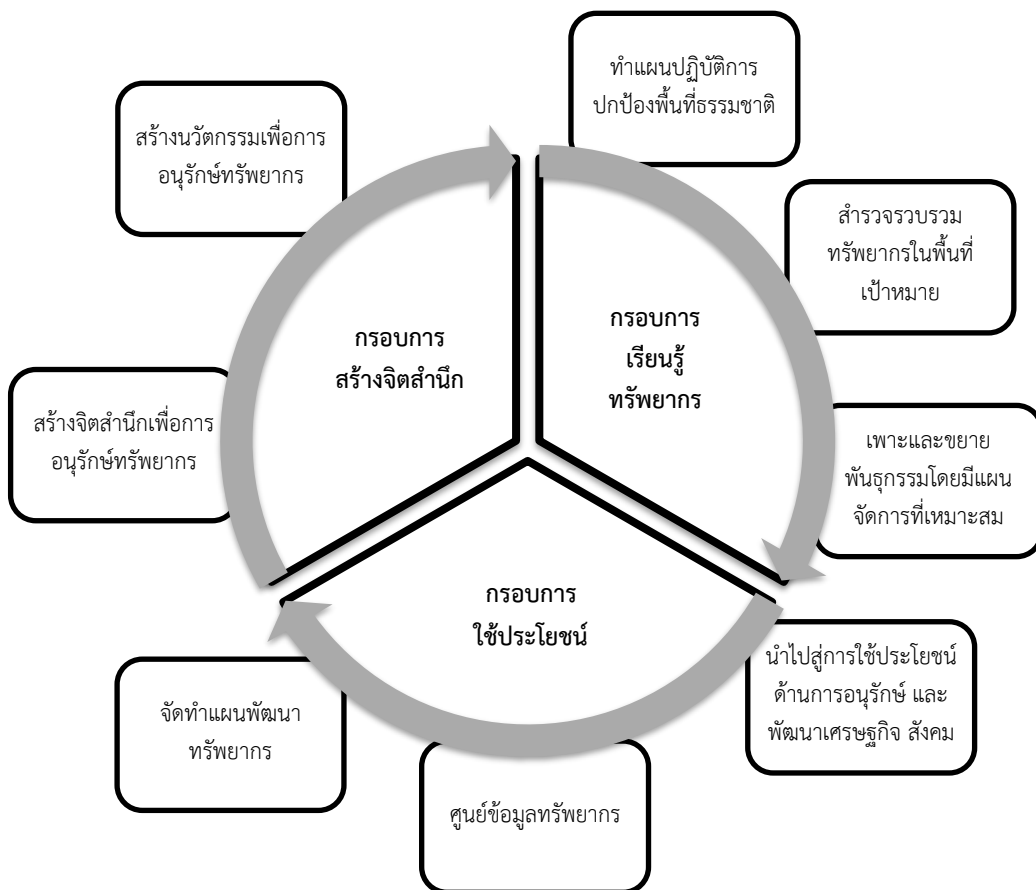 ทำแผนปฏิบัติการ
ปกป้องพื้นที่ธรรมชาติ
สร้างนวัตกรรมเพื่อการ
อนุรักษ์ทรัพยากร
สำรวจรวบรวม
ทรัพยากรในพื้นที่
เป้าหมาย
กรอบการ
สร้างจิตสำนึก
กรอบการ
เรียนรู้
ทรัพยากร
สร้างจิตสำนึกเพื่อการ
อนุรักษ์ทรัพยากร
เพาะและขยาย
พันธุกรรมโดยมีแผน
จัดการที่เหมาะสม
กรอบการ
ใช้ประโยชน์
นำไปสู่การใช้ประโยชน์
ด้านการอนุรักษ์ และ
พัฒนาเศรษฐกิจ สังคม
จัดทำแผนพัฒนา
ทรัพยากร
ศูนย์ข้อมูลทรัพยากร